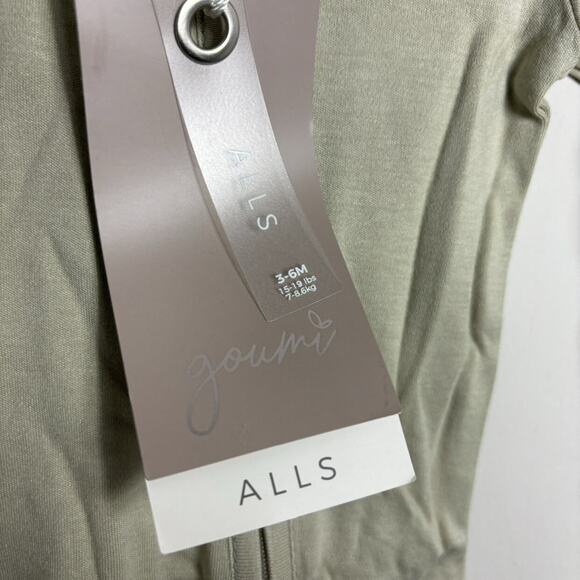 ALLS
3-6M
15-19 lbs
7-8.6kg
goumi
ALLS